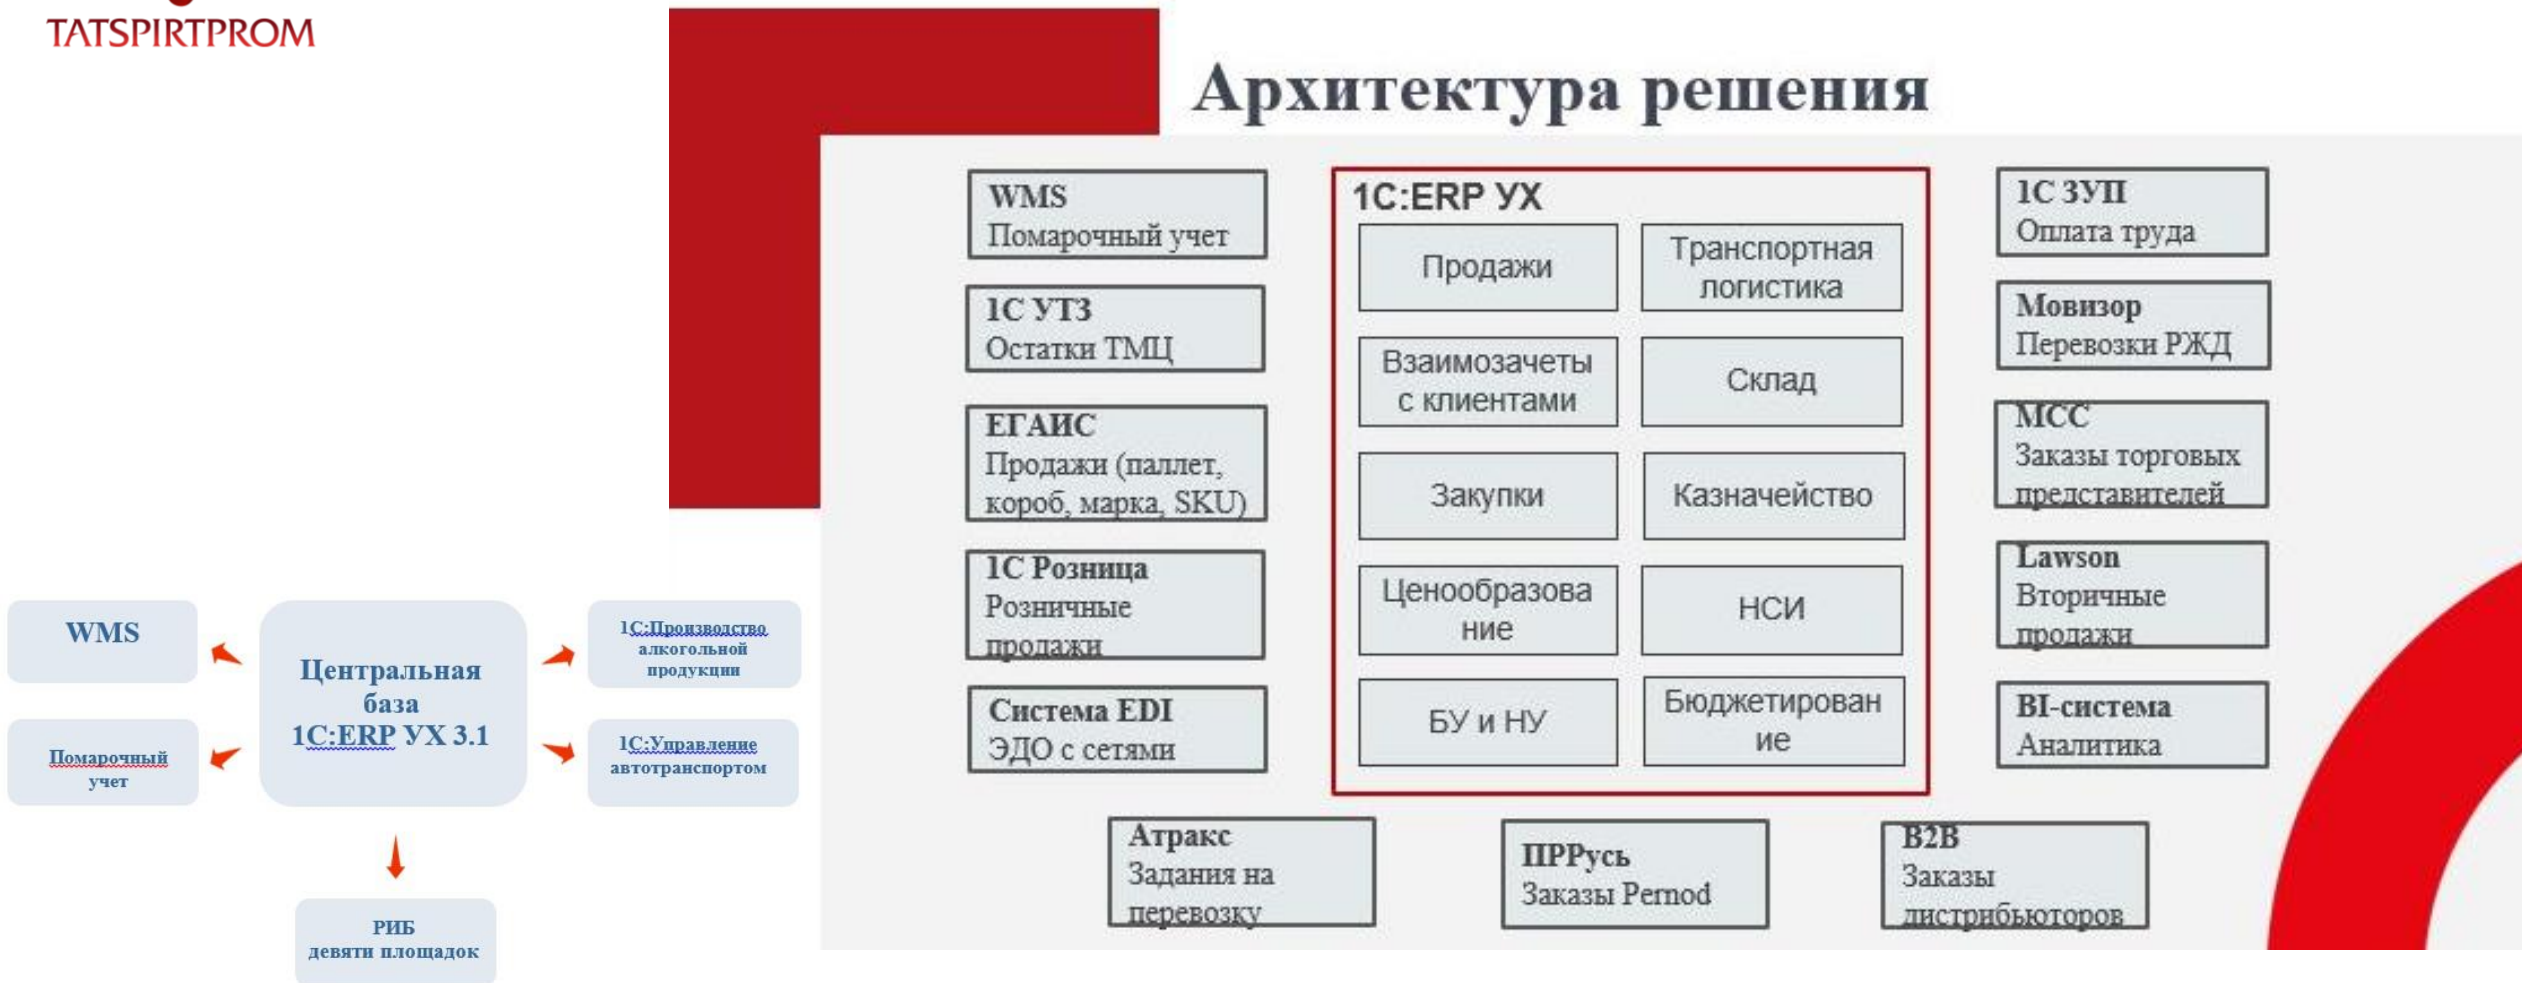 TATSPIRTPROM
Архитектура решения
WMS
Помарочный учет
1С УТЗ
Остатки ТМЦ
ЕГАИС
Продажи (паллет,
короб, марка, SKU)
1С Розница
Розничные
продажи
Система EDI
ЭДО с сетями
1С:ERP УХ
Продажи
Транспортная
логистика
Взаимозачеты
с клиентами
Склад
Закупки
Казначейство
Ценообразова
ние
НСИ
БУ и НУ
Бюджетирован
ие
1С ЗУП
Оплата труда
Мовизор
Перевозки РЖД
МСС
Заказы торговых
представителей
Lawson
Вторичные
продажи
BI-система
Аналитика
Атракс
Задания на
перевозку
ПРРусь
Заказы Pernod
B2B
Заказы
дистрибьюторов
WMS
Помарочный
учет
Центральная
база
1С:ERP УХ 3.1
1С:Производство
алкогольной
продукции
1С:Управление
автотранспортом
РИБ
девяти площадок